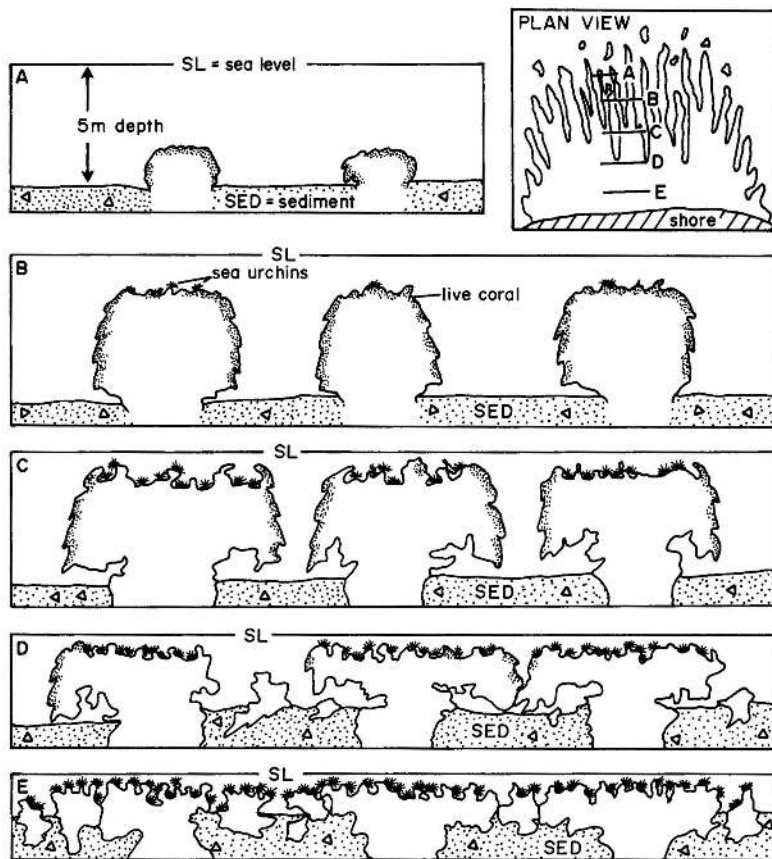 A
SL = sea level
5m depth
SED = sediment
PLAN VIEW
A
B
C
D
E
shore
B
SL
sea urchins
live coral
SED
C
SL
SED
D
SL
SED
E
SL
SED